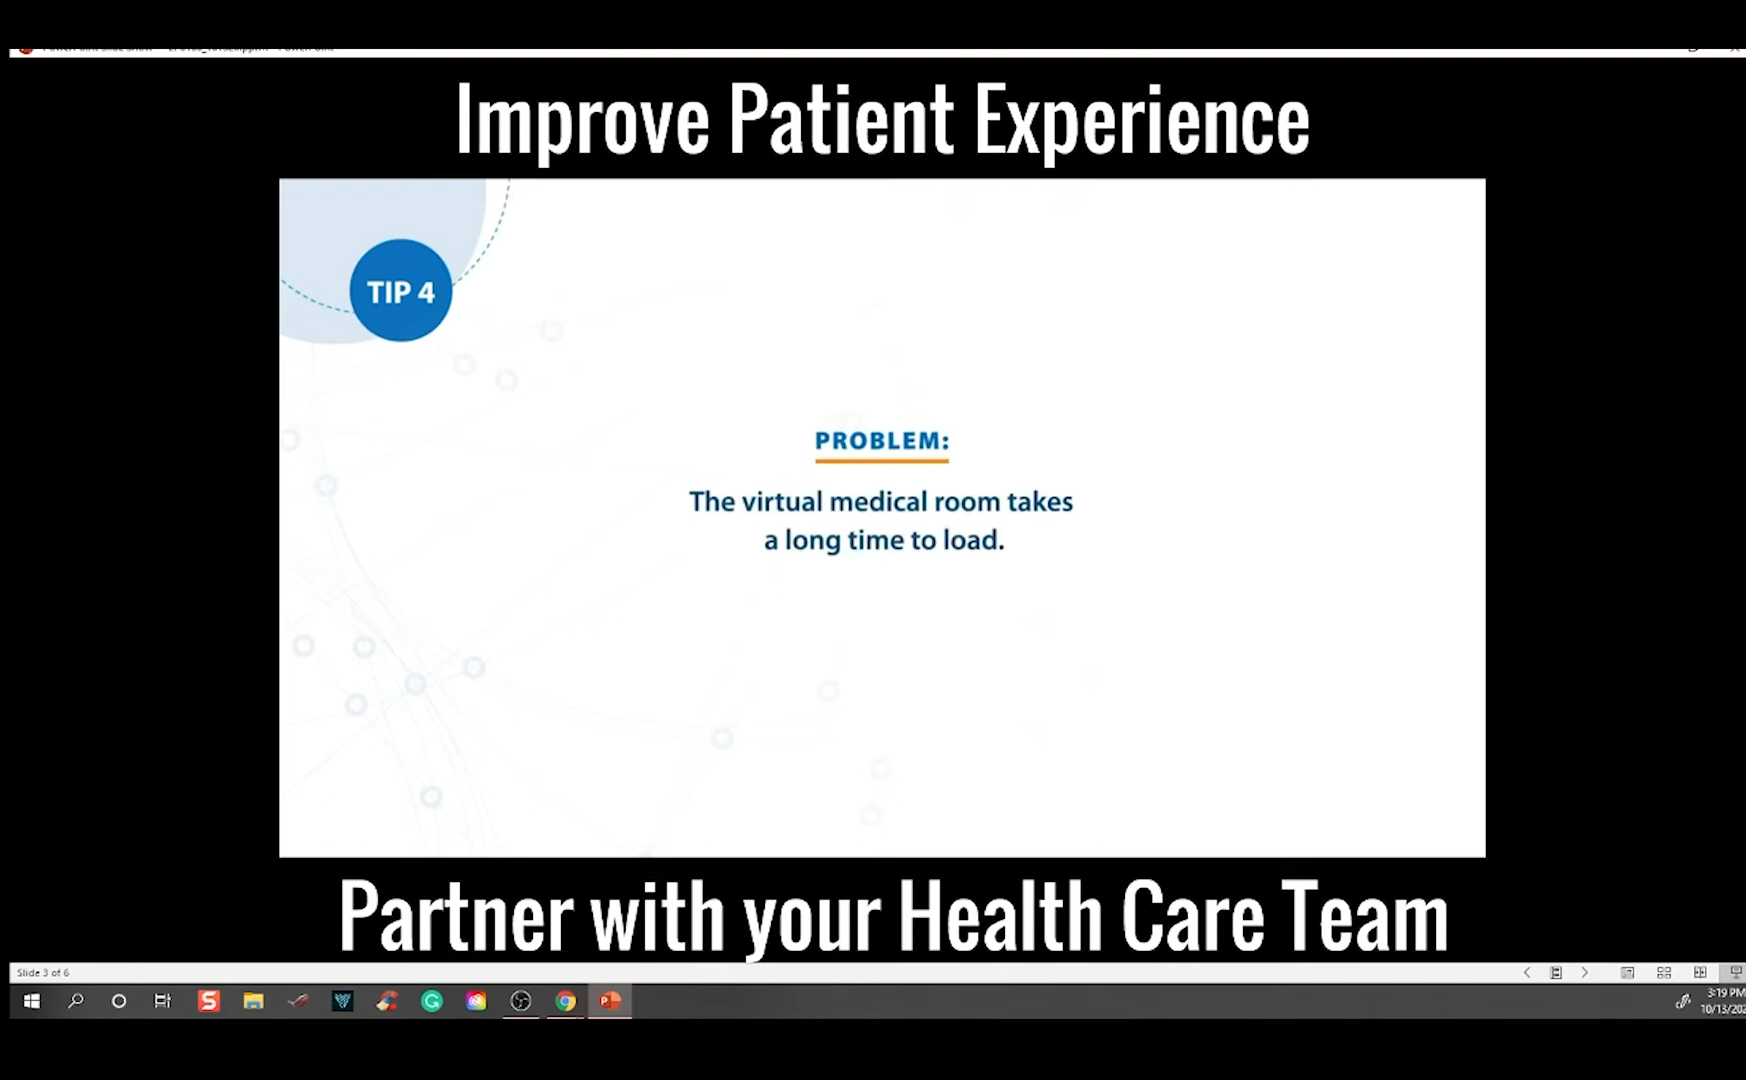 Improve Patient Experience
TIP 4
PROBLEM:
The virtual medical room takes
a long time to load.
Partner with your Health Care Team
Slide 3 of 6
3:19 PM